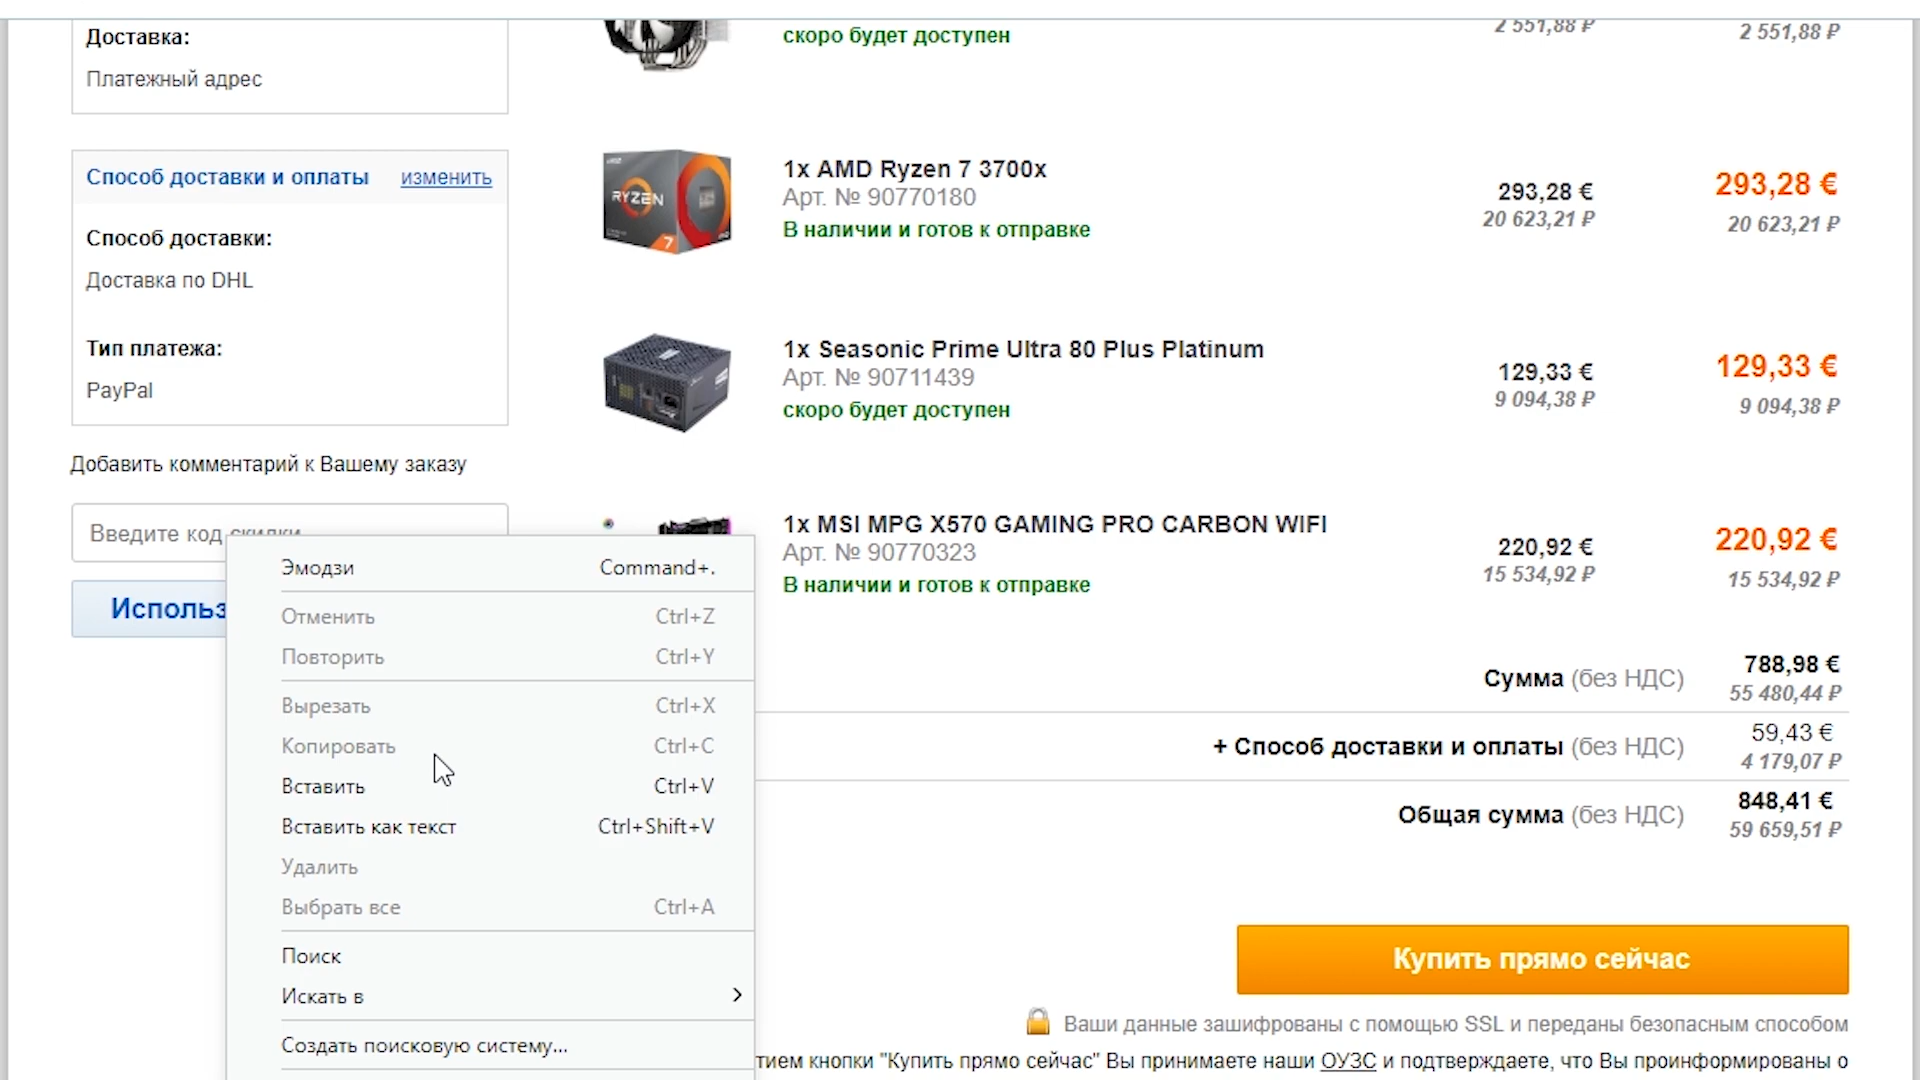 Доставка:
Платежный адрес
Способ доставки и оплаты изменить
Способ доставки:
Доставка по DHL
Тип платежа:
PayPal
Добавить комментарий к Вашему заказу
Введите код скидки
Использ
скоро будет доступен
2 551,88 ₽
2 551,88 ₽
RYZEN
7
1x AMD Ryzen 7 3700x
Арт. № 90770180
В наличии и готов к отправке
293,28 €
20 623,21 ₽
293,28 €
20 623,21 ₽
1x Seasonic Prime Ultra 80 Plus Platinum
Арт. № 90711439
скоро будет доступен
129,33 €
9 094,38 ₽
129,33 €
9 094,38 ₽
1x MSI MPG X570 GAMING PRO CARBON WIFI
Арт. № 90770323
В наличии и готов к отправке
220,92 €
15 534,92 ₽
220,92 €
15 534,92 ₽
Эмодзи Command+.
Отменить Ctrl+Z
Повторить Ctrl+Y
Вырезать Ctrl+X
Копировать Ctrl+C
Вставить Ctrl+V
Вставить как текст Ctrl+Shift+V
Удалить
Выбрать все Ctrl+A
Поиск
Искать в
Создать поисковую систему...
Сумма (без НДС) 788,98 €
55 480,44 ₽
+ Способ доставки и оплаты (без НДС) 59,43 €
4 179,07 ₽
Общая сумма (без НДС) 848,41 €
59 659,51 ₽
Купить прямо сейчас
Ваши данные зашифрованы с помощью SSL и переданы безопасным способом
тием кнопки "Купить прямо сейчас" Вы принимаете наши ОУЗС и подтверждаете, что Вы проинформированы о